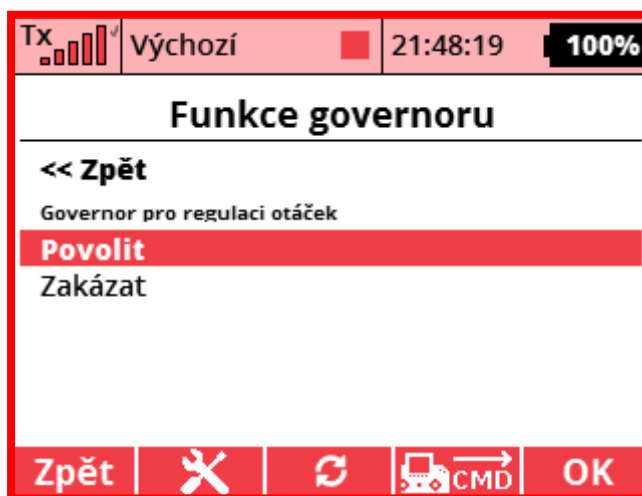 Tx Výchozí 21:48:19 100%
Funkce governoru
<< Zpět
Governor pro regulaci otáček
Povolit
Zakázat
Zpět CMD OK